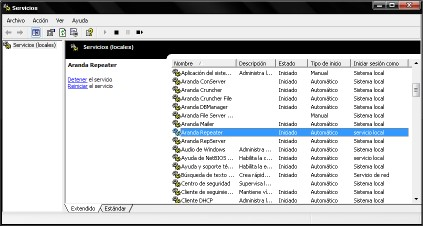 Servicios
Archivo Acción Ver Ayuda
Servicios (locales)
Servicios (locales)
Aranda Repeater
Detener el servicio
Reiniciar el servicio
Nombre Descripción Estado Tipo de inicio Iniciar sesión como
Aplicación del siste... Administra l... Iniciado Manual Sistema local
Aranda ConServer Iniciado Automático Sistema local
Aranda Cruncher Iniciado Automático Sistema local
Aranda Cruncher File Iniciado Automático Sistema local
Aranda DBManager Iniciado Automático Sistema local
Aranda File Server ... Manual Sistema local
Aranda Mailer Iniciado Automático Sistema local
Aranda Repeater Iniciado Automático servicio local
Aranda RepServer Iniciado Automático Sistema local
Audio de Windows Administra ... Iniciado Automático Sistema local
Ayuda de NetBIOS ... Habilita la c... Iniciado Automático servicio local
Ayuda y soporte té... Habilita a ... Iniciado Automático Sistema local
Búsqueda de texto ... Crea rápid... Iniciado Automático Servicio de red
Centro de seguridad Supervisa l... Iniciado Automático Sistema local
Cliente de seguimie... Mantiene ví... Iniciado Automático Sistema local
Cliente DHCP Administra ... Iniciado Automático Sistema local
Extendido Estándar